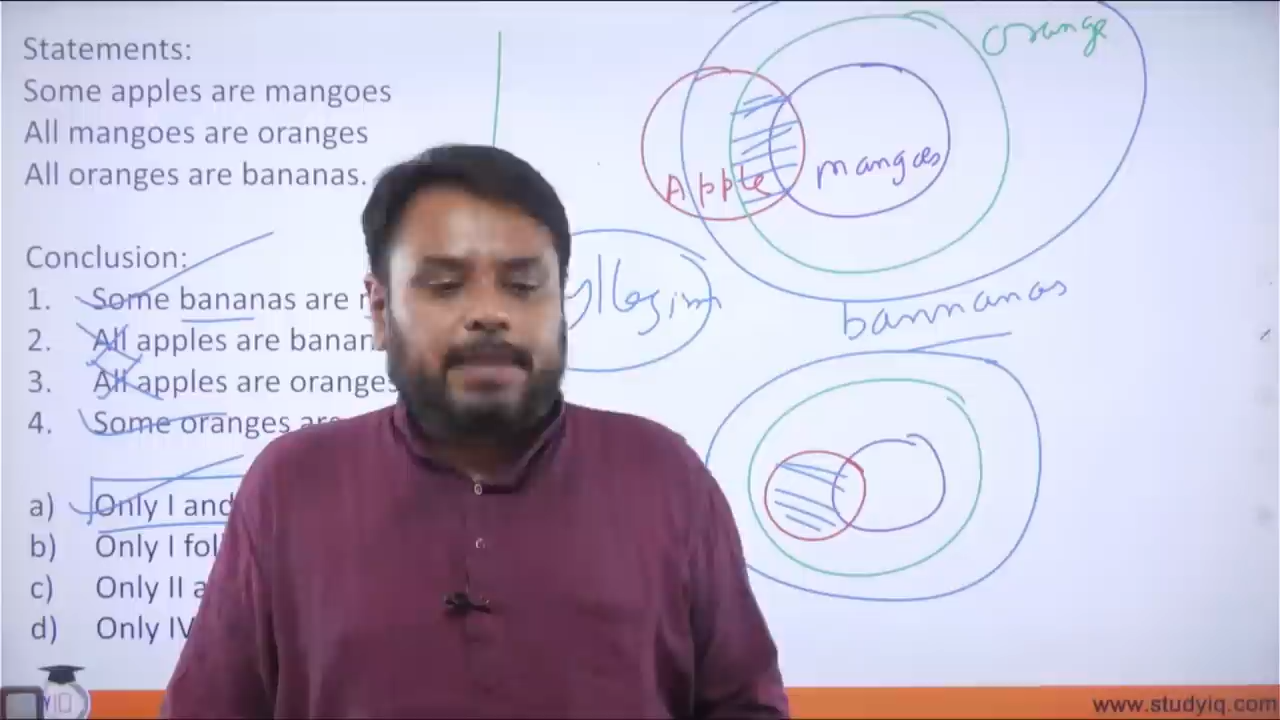 Statements:
Some apples are mangoes
All mangoes are oranges
All oranges are bananas.
Conclusion:
1. Some bananas are
2. All apples are banan
3. All apples are oranges
4. Some oranges are
a) Only I and
b) Only I fol
c) Only II a
d) Only IV
orange
Apple
mangoes
bannanas
www.studyiq.com